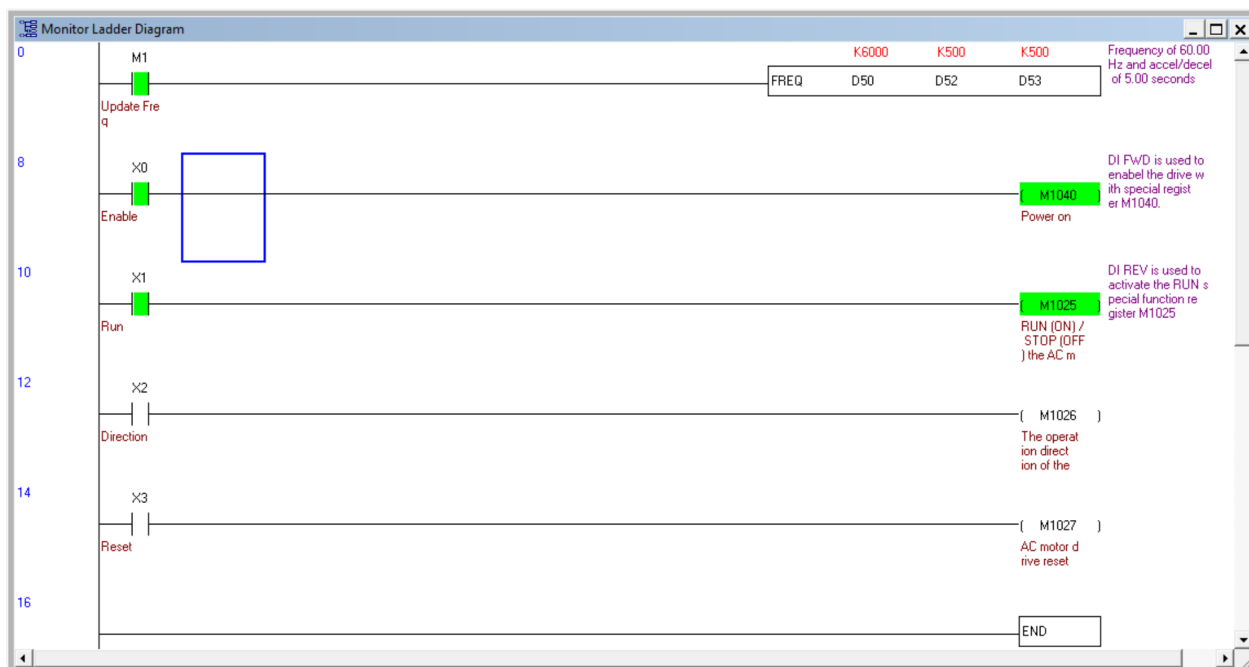 Monitor Ladder Diagram
0
M1
K6000 K500 K500
FREQ D50 D52 D53
Update Fre
q
Frequency of 60.00
Hz and accel/decel
of 5.00 seconds
8
X0
Enable
( M1040 )
Power on
DI FWD is used to
enabel the drive w
ith special regist
er M1040.
10
X1
Run
( M1025 )
RUN (ON) /
STOP (OFF
) the AC m
DI REV is used to
activate the RUN s
pecial function re
gister M1025
12
X2
Direction
( M1026 )
The operat
ion direct
ion of the
14
X3
Reset
( M1027 )
AC motor d
rive reset
16
END